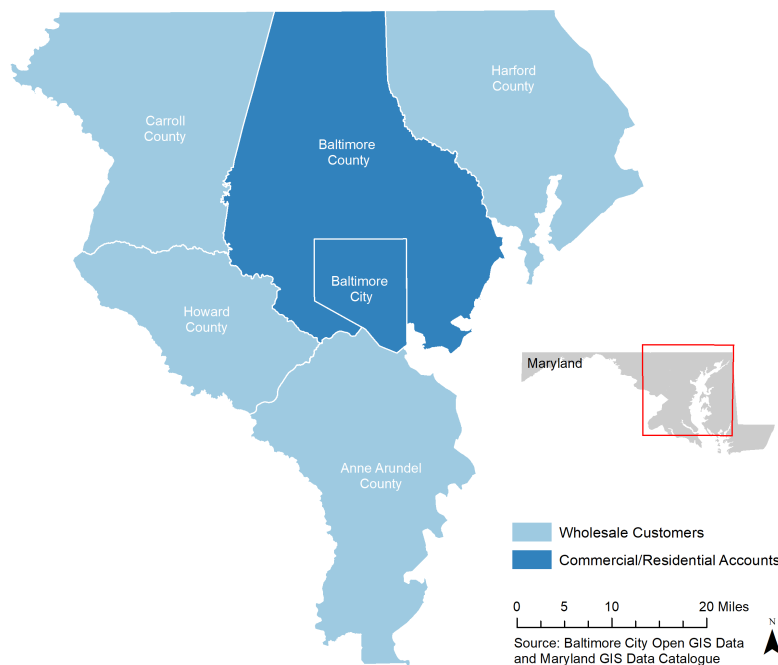 Harford
County
Carroll
County
Baltimore
County
Baltimore
City
Howard
County
Maryland
Anne Arundel
County
Wholesale Customers
Commercial/Residential Accounts
0 5 10 20 Miles
N
Source: Baltimore City Open GIS Data
and Maryland GIS Data Catalogue